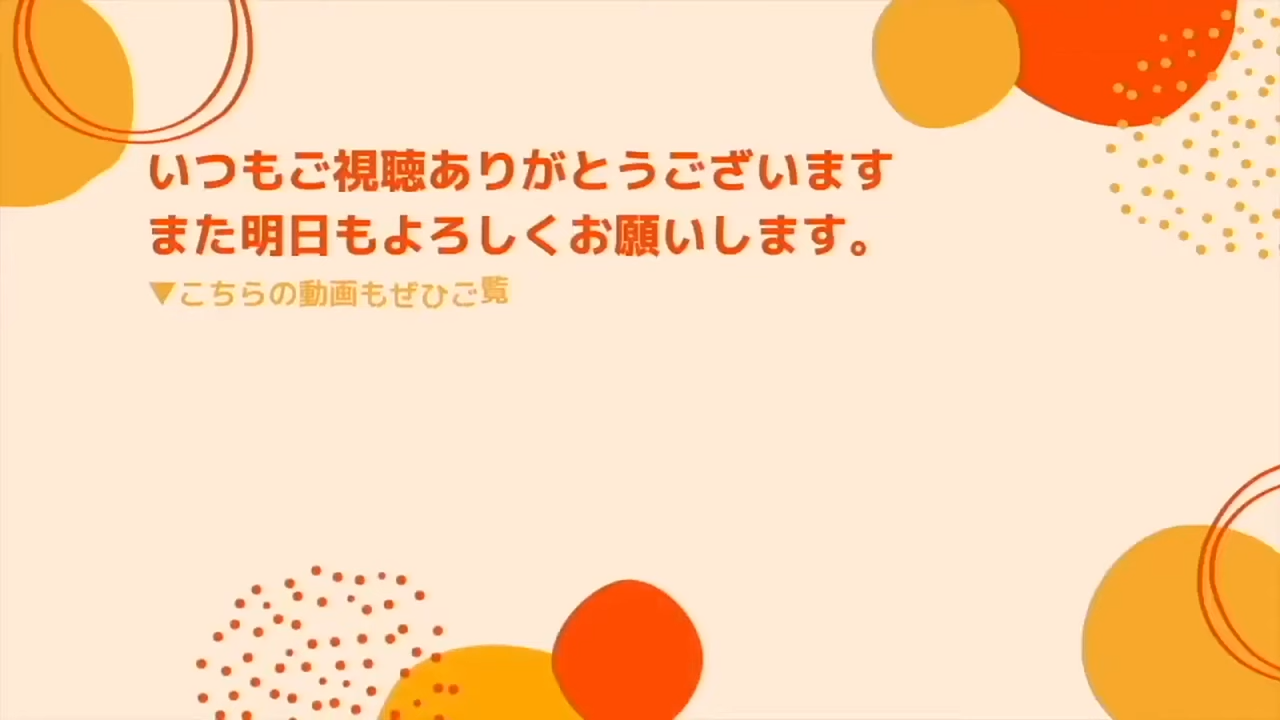 いつもご視聴ありがとうございます
また明日もよろしくお願いします。
▼こちらの動画もぜひご覧